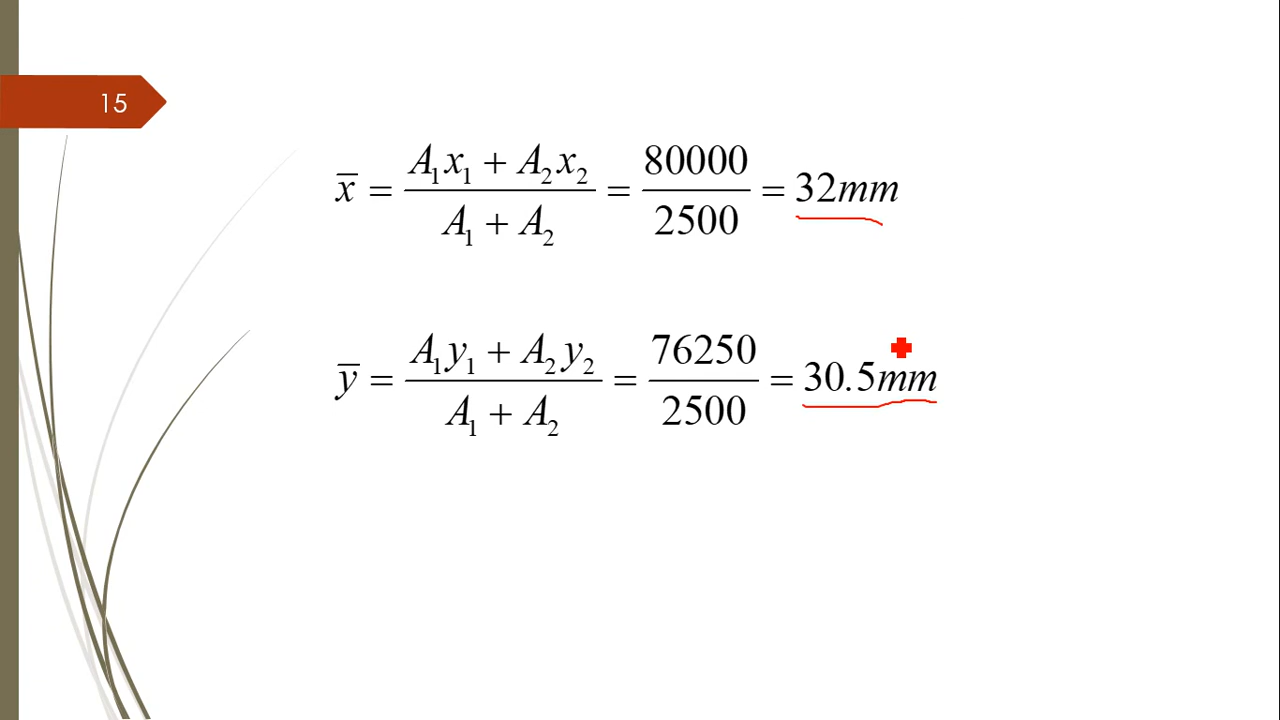 15
x̄ = (A₁x₁ + A₂x₂)/(A₁ + A₂) = 80000/2500 = 32mm
ȳ = (A₁y₁ + A₂y₂)/(A₁ + A₂) = 76250/2500 = 30.5mm